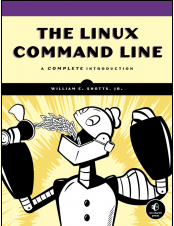 THE LINUX
COMMAND LINE
A COMPLETE INTRODUCTION
WILLIAM E. SHOTTS, JR.